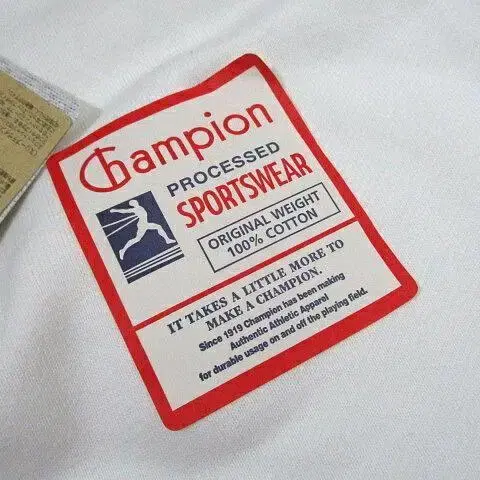 Champion
PROCESSED
SPORTSWEAR
ORIGINAL WEIGHT
100% COTTON
IT TAKES A LITTLE MORE TO
MAKE A CHAMPION.
Since 1919 Champion has been making
Authentic Athletic Apparel
for durable usage on and off the playing field.